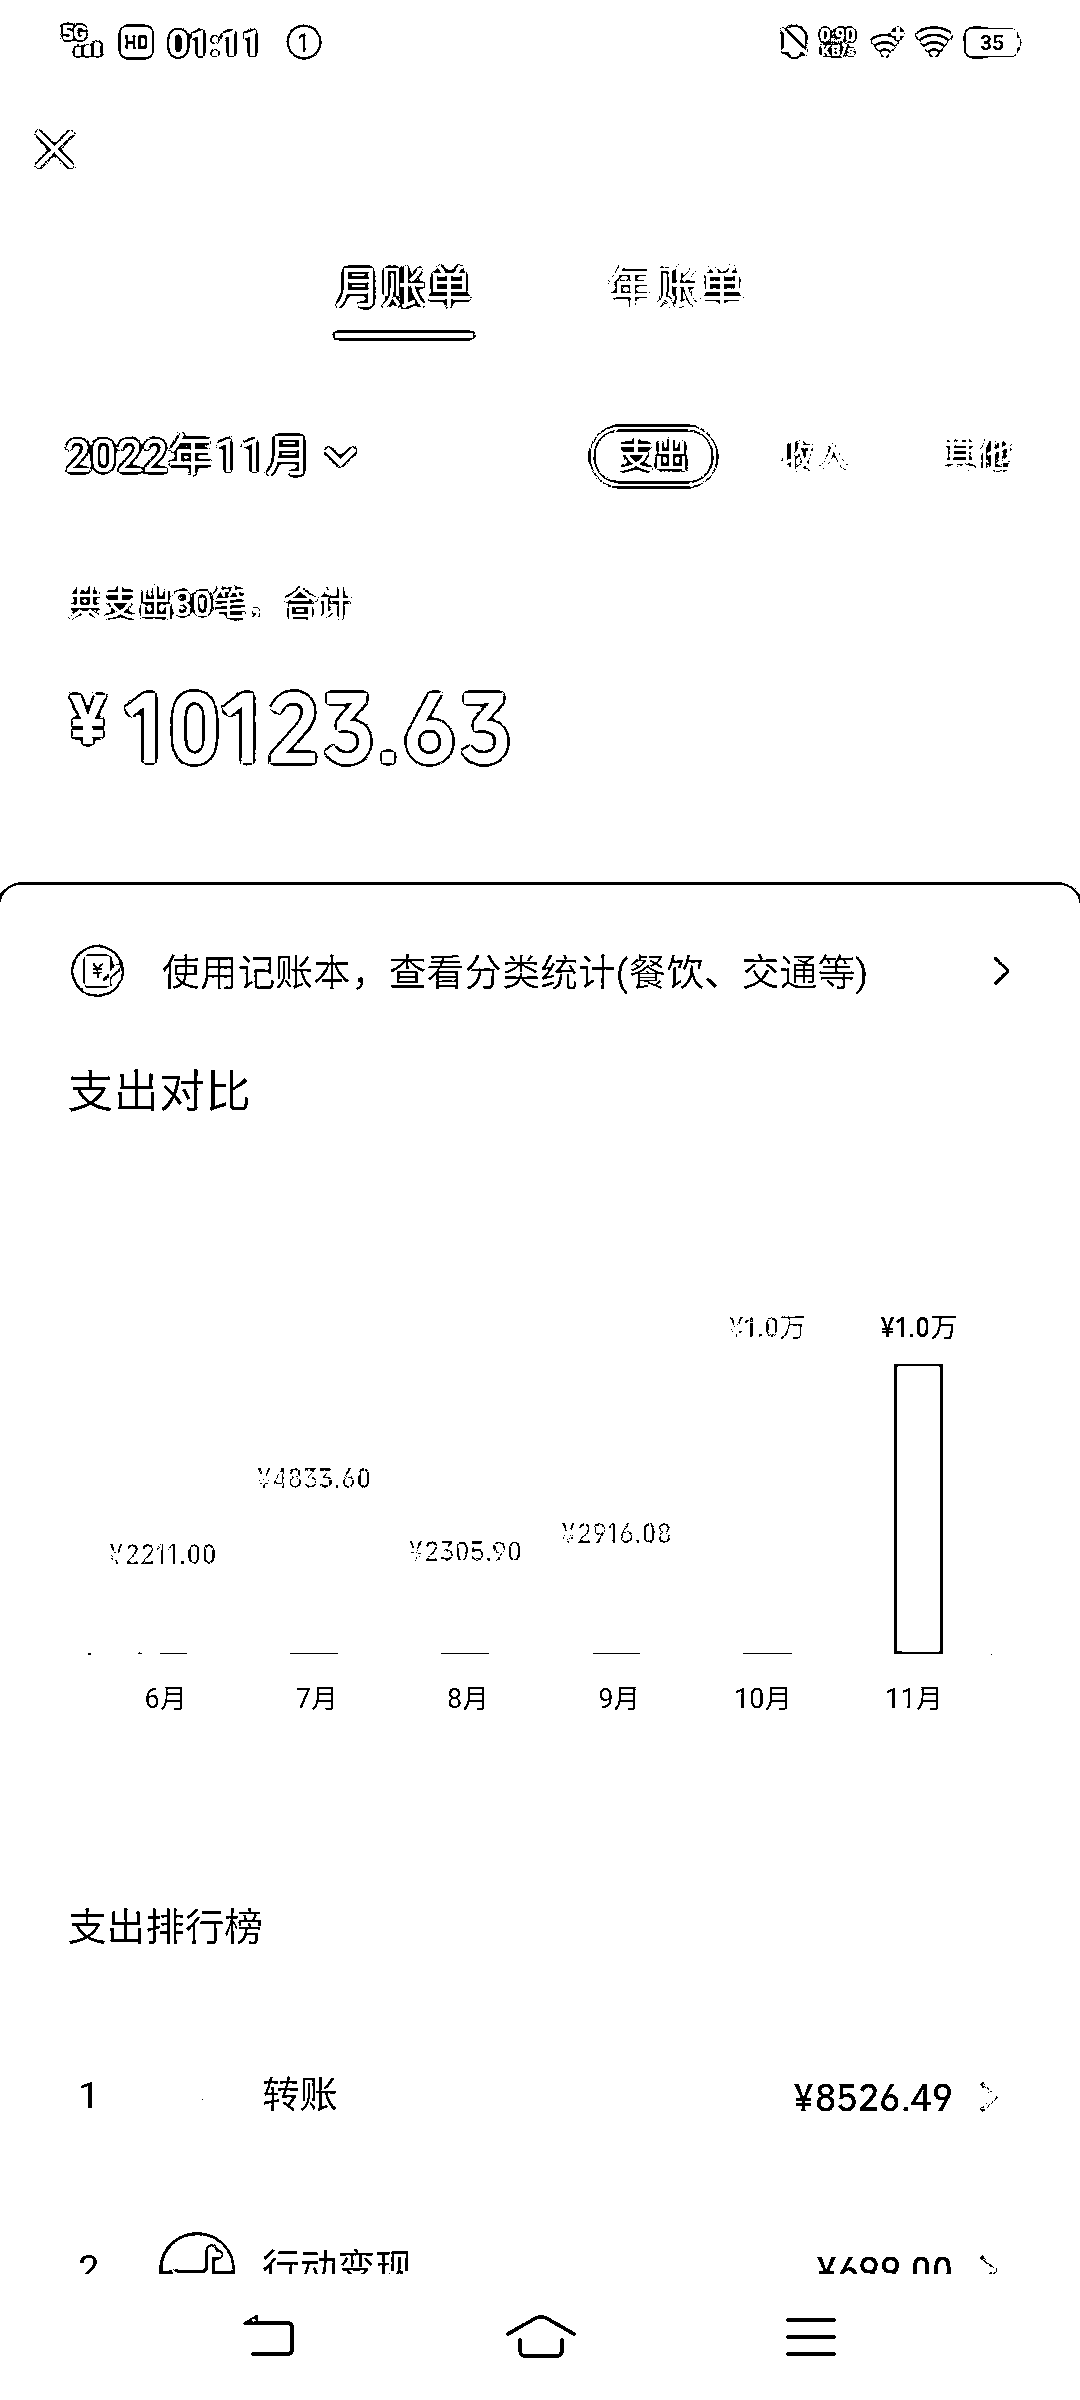 5G HD 01:11 1 0.90 KB/s 35
月账单 年账单
2022年11月 支出 收入 其他
共支出30笔，合计
¥10123.63
使用记账本，查看分类统计(餐饮、交通等)
支出对比
¥1.0万 ¥1.0万
¥4833.60
¥2916.08
¥2211.00 ¥2305.90
6月 7月 8月 9月 10月 11月
支出排行榜
1 转账 ¥8526.49
2 行动变现 ¥699.00